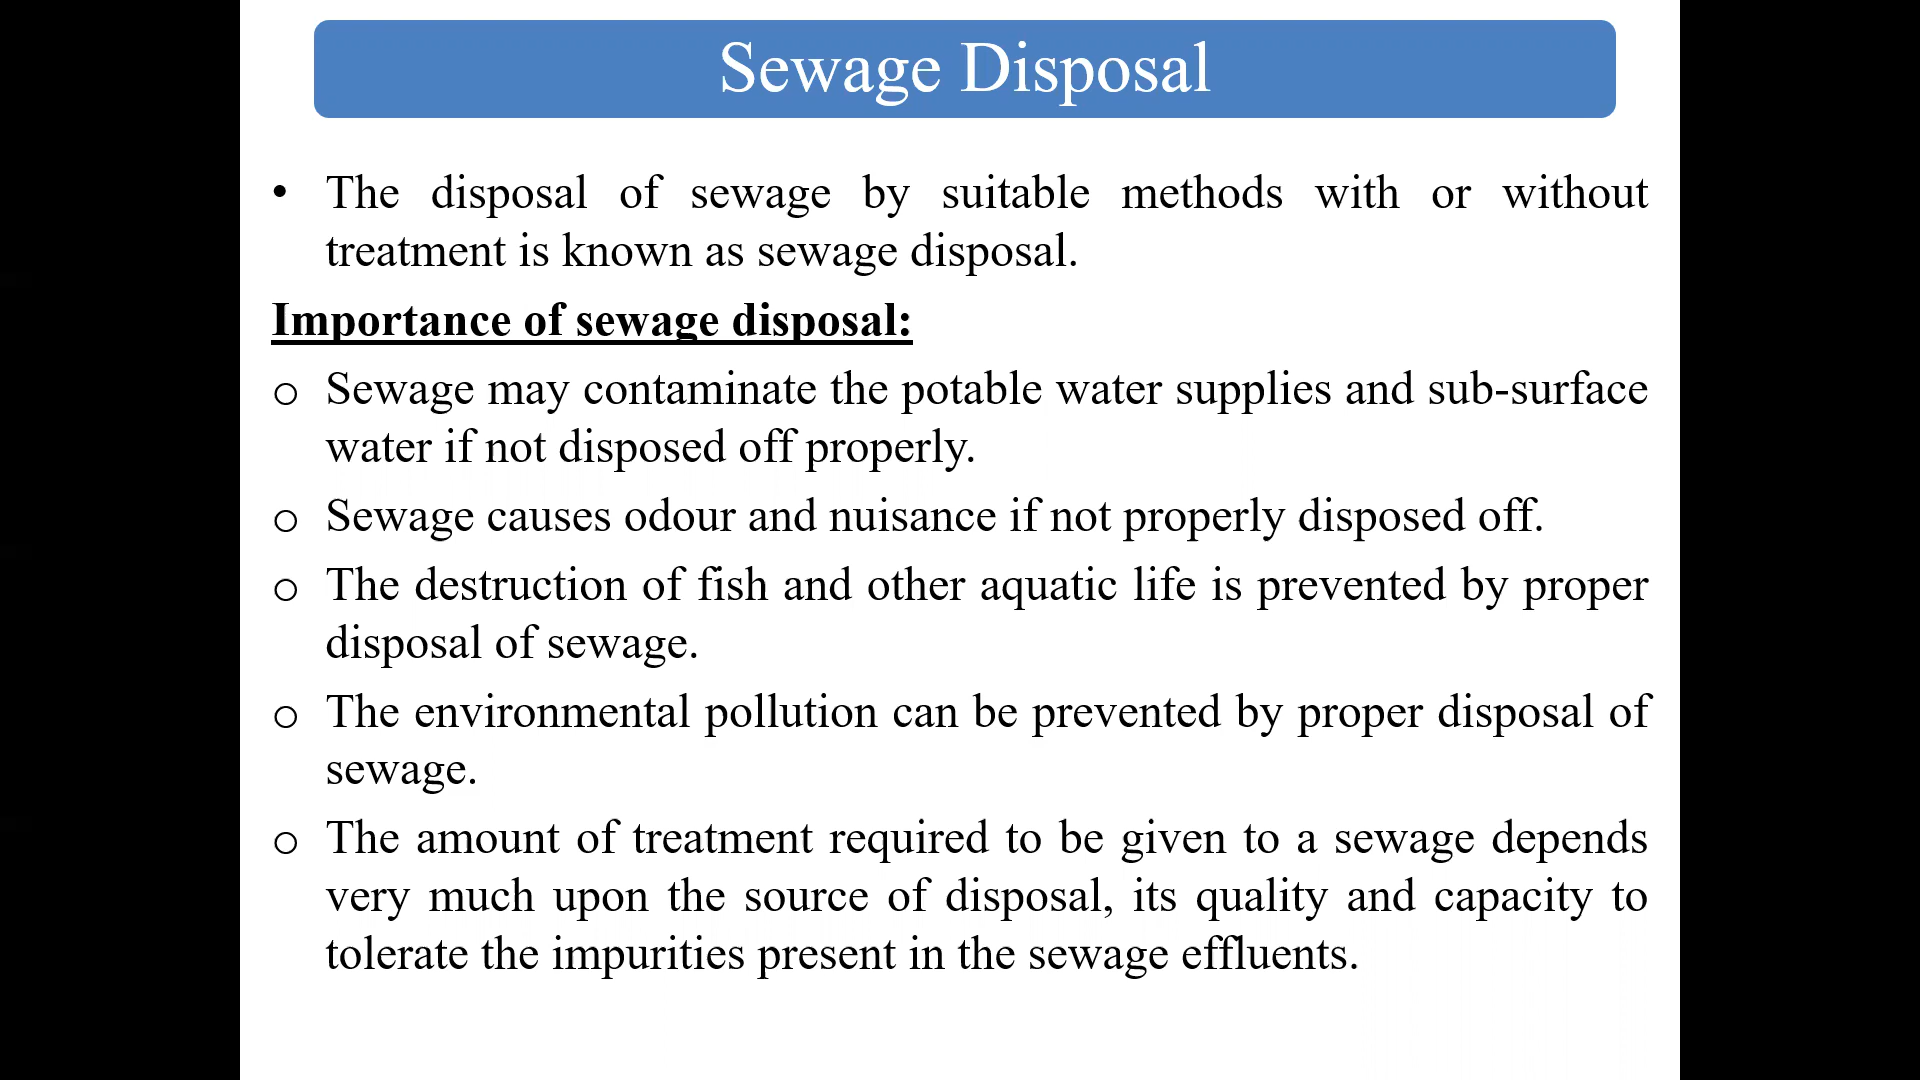 Sewage Disposal
• The disposal of sewage by suitable methods with or without
treatment is known as sewage disposal.
Importance of sewage disposal:
o Sewage may contaminate the potable water supplies and sub-surface
water if not disposed off properly.
o Sewage causes odour and nuisance if not properly disposed off.
o The destruction of fish and other aquatic life is prevented by proper
disposal of sewage.
o The environmental pollution can be prevented by proper disposal of
sewage.
o The amount of treatment required to be given to a sewage depends
very much upon the source of disposal, its quality and capacity to
tolerate the impurities present in the sewage effluents.